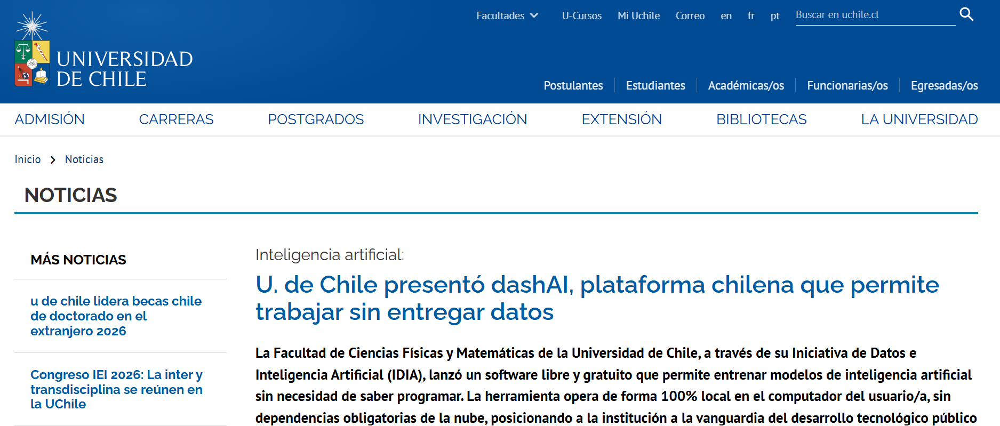 Facultades
U-Cursos
Mi Uchile
Correo
en
fr
pt
Buscar en uchile.cl
UNIVERSIDAD
DE CHILE
Postulantes
Estudiantes
Académicas/os
Funcionarias/os
Egresadas/os
ADMISIÓN
CARRERAS
POSTGRADOS
INVESTIGACIÓN
EXTENSIÓN
BIBLIOTECAS
LA UNIVERSIDAD
Inicio
Noticias
NOTICIAS
MÁS NOTICIAS
u de chile lidera becas chile
de doctorado en el
extranjero 2026
Congreso IEI 2026: La inter y
transdisciplina se reúnen en
la UChile
Inteligencia artificial:
U. de Chile presentó dashAI, plataforma chilena que permite
trabajar sin entregar datos
La Facultad de Ciencias Físicas y Matemáticas de la Universidad de Chile, a través de su Iniciativa de Datos e
Inteligencia Artificial (IDIA), lanzó un software libre y gratuito que permite entrenar modelos de inteligencia artificial
sin necesidad de saber programar. La herramienta opera de forma 100% local en el computador del usuario/a, sin
dependencias obligatorias de la nube, posicionando a la institución a la vanguardia del desarrollo tecnológico público